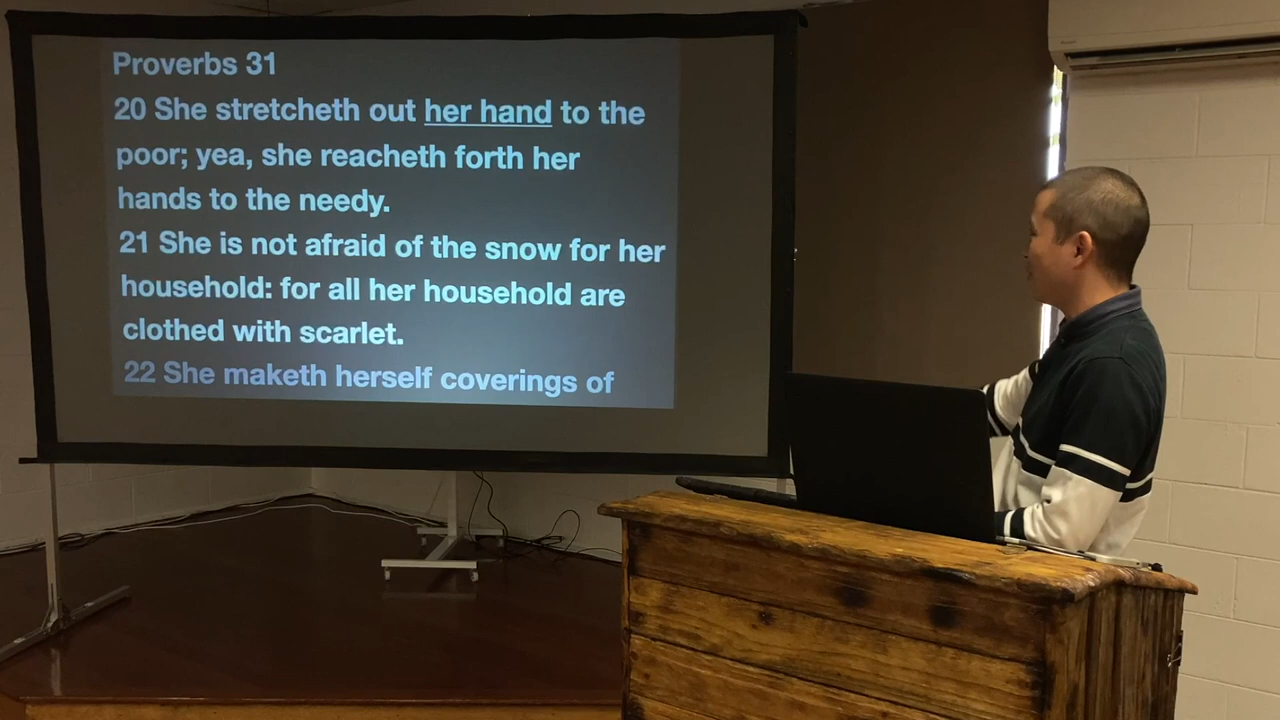 Proverbs 31
20 She stretcheth out her hand to the
poor; yea, she reacheth forth her
hands to the needy.
21 She is not afraid of the snow for her
household: for all her household are
clothed with scarlet.
22 She maketh herself coverings of